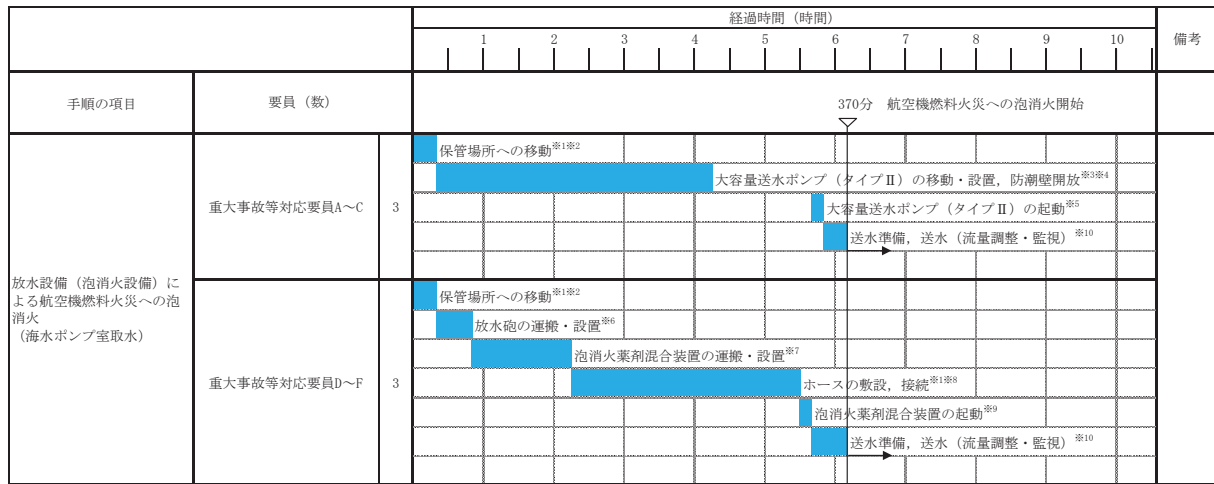 経過時間（時間）
備考
1 2 3 4 5 6 7 8 9 10
手順の項目
要員（数）
370分　航空機燃料火災への泡消火開始
放水設備（泡消火設備）に
よる航空機燃料火災への泡
消火
（海水ポンプ室取水）
重大事故等対応要員A～C
3
保管場所への移動※1※2
大容量送水ポンプ（タイプⅡ）の移動・設置，防潮壁開放※3※4
大容量送水ポンプ（タイプⅡ）の起動※5
送水準備，送水（流量調整・監視）※10
重大事故等対応要員D～F
3
保管場所への移動※1※2
放水砲の運搬・設置※6
泡消火薬剤混合装置の運搬・設置※7
ホースの敷設，接続※1※8
泡消火薬剤混合装置の起動※9
送水準備，送水（流量調整・監視）※10